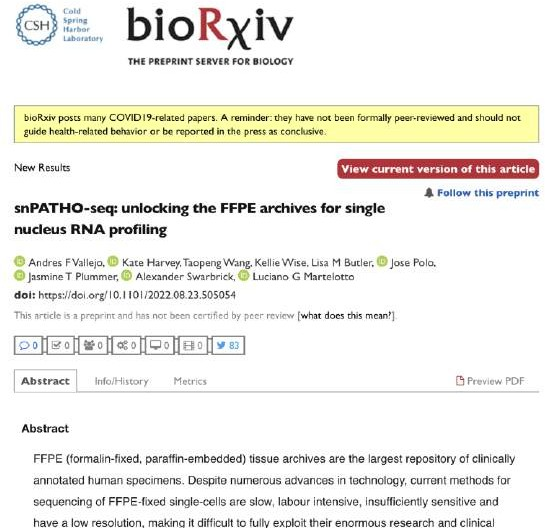 CSH
Cold
Spring
Harbor
Laboratory
bioRxiv
THE PREPRINT SERVER FOR BIOLOGY
bioRxiv posts many COVID19-related papers. A reminder: they have not been formally peer-reviewed and should not
guide health-related behavior or be reported in the press as conclusive.
New Results
View current version of this article
Follow this preprint
snPATHO-seq: unlocking the FFPE archives for single
nucleus RNA profiling
iD Andres F Vallejo, iD Kate Harvey, Taopeng Wang, Kellie Wise, Lisa M Butler, iD Jose Polo,
iD Jasmine T Plummer, iD Alexander Swarbrick, iD Luciano G Martelotto
doi: https://doi.org/10.1101/2022.08.23.505054
This article is a preprint and has not been certified by peer review [what does this mean?].
0 0 0 0 0 0 83
Abstract Info/History Metrics Preview PDF
Abstract
FFPE (formalin-fixed, paraffin-embedded) tissue archives are the largest repository of clinically
annotated human specimens. Despite numerous advances in technology, current methods for
sequencing of FFPE-fixed single-cells are slow, labour intensive, insufficiently sensitive and
have a low resolution, making it difficult to fully exploit their enormous research and clinical